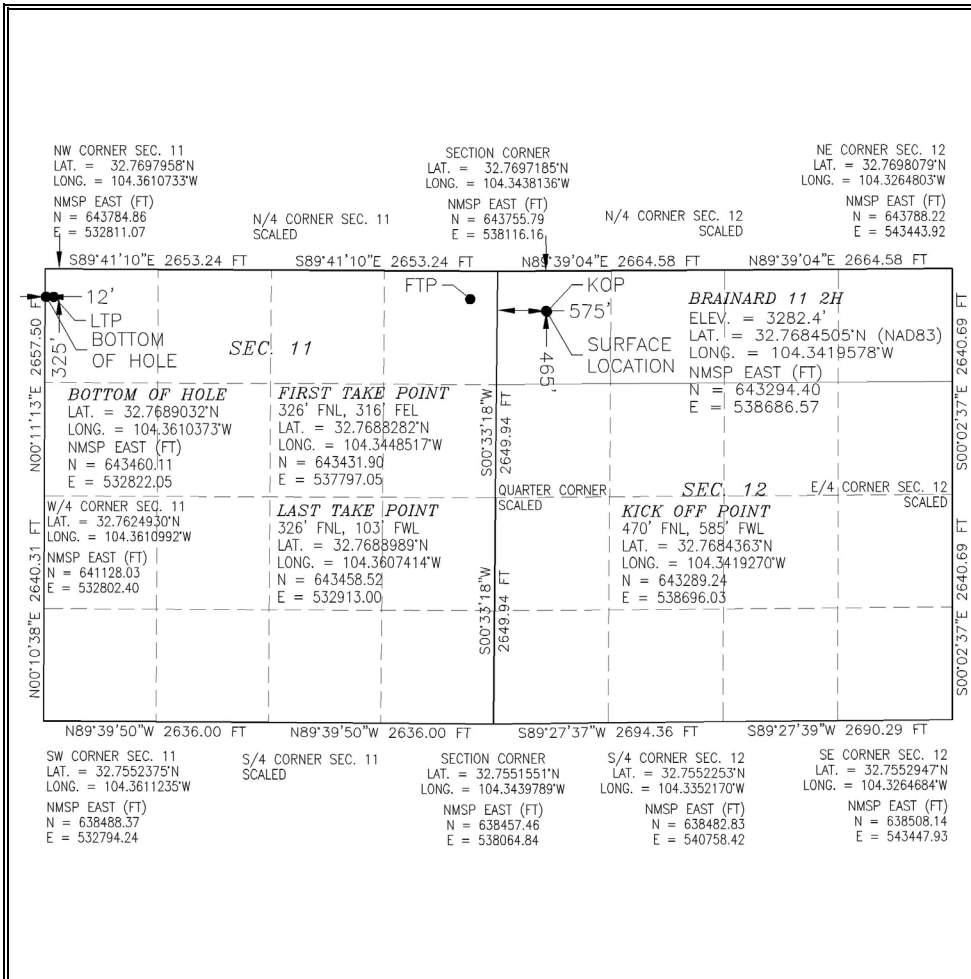 NW CORNER SEC. 11
LAT. = 32.7697958°N
LONG. = 104.3610733°W
NMSP EAST (FT)
N = 643784.86
E = 532811.07
N/4 CORNER SEC. 11
SCALED
SECTION CORNER
LAT. = 32.7697185°N
LONG. = 104.3438136°W
NMSP EAST (FT)
N = 643755.79
E = 538116.16
N/4 CORNER SEC. 12
SCALED
NE CORNER SEC. 12
LAT. = 32.7698079°N
LONG. = 104.3264803°W
NMSP EAST (FT)
N = 643788.22
E = 543443.92
S89°41'10"E 2653.24 FT
S89°41'10"E 2653.24 FT
N89°39'04"E 2664.58 FT
N89°39'04"E 2664.58 FT
12'
LTP
BOTTOM
OF HOLE
325'
SEC. 11
FTP
KOP
575'
SURFACE
LOCATION
465'
BRAINARD 11 2H
ELEV. = 3282.4'
LAT. = 32.7684505°N (NAD83)
LONG. = 104.3419578°W
NMSP EAST (FT)
N = 643294.40
E = 538686.57
N00°11'13"E 2657.50 FT
BOTTOM OF HOLE
LAT. = 32.7689032°N
LONG. = 104.3610373°W
NMSP EAST (FT)
N = 643460.11
E = 532822.05
FIRST TAKE POINT
326' FNL, 316' FEL
LAT. = 32.7688282°N
LONG. = 104.3448517°W
N = 643431.90
E = 537797.05
S00°33'18"W
2649.94 FT
S00°02'37"E 2640.69 FT
W/4 CORNER SEC. 11
LAT. = 32.7624930°N
LONG. = 104.3610992°W
NMSP EAST (FT)
N = 641128.03
E = 532802.40
LAST TAKE POINT
326' FNL, 103' FWL
LAT. = 32.7688989°N
LONG. = 104.3607414°W
N = 643458.52
E = 532913.00
QUARTER CORNER
SCALED
SEC. 12
E/4 CORNER SEC. 12
SCALED
KICK OFF POINT
470' FNL, 585' FWL
LAT. = 32.7684363°N
LONG. = 104.3419270°W
N = 643289.24
E = 538696.03
N00°10'38"E 2640.31 FT
S00°33'18"W
2649.94 FT
S00°02'37"E 2640.69 FT
N89°39'50"W 2636.00 FT
N89°39'50"W 2636.00 FT
S89°27'37"W 2694.36 FT
S89°27'39"W 2690.29 FT
SW CORNER SEC. 11
LAT. = 32.7552375°N
LONG. = 104.3611235°W
NMSP EAST (FT)
N = 638488.37
E = 532794.24
S/4 CORNER SEC. 11
SCALED
SECTION CORNER
LAT. = 32.7551551°N
LONG. = 104.3439789°W
NMSP EAST (FT)
N = 638457.46
E = 538064.84
S/4 CORNER SEC. 12
LAT. = 32.7552253°N
LONG. = 104.3352170°W
NMSP EAST (FT)
N = 638482.83
E = 540758.42
SE CORNER SEC. 12
LAT. = 32.7552947°N
LONG. = 104.3264684°W
NMSP EAST (FT)
N = 638508.14
E = 543447.93